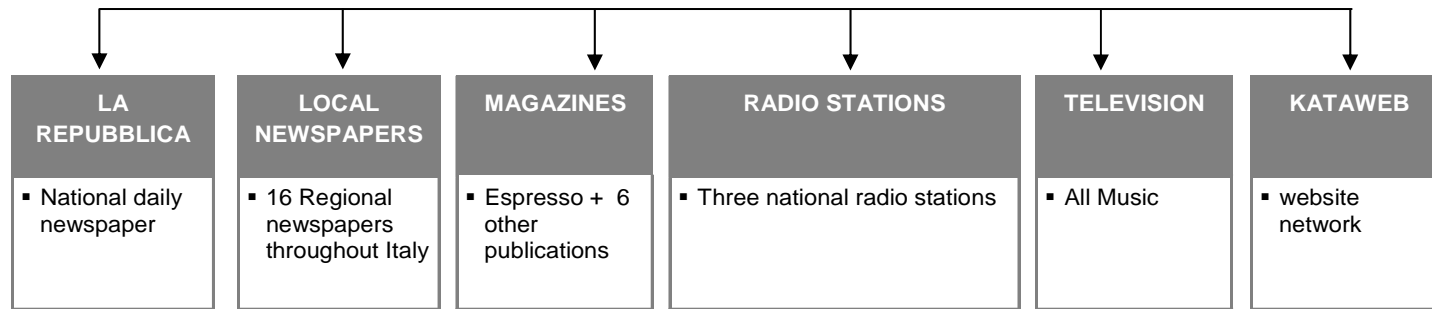 LA
REPUBBLICA
LOCAL
NEWSPAPERS
MAGAZINES
RADIO STATIONS
TELEVISION
KATAWEB
▪ National daily
newspaper
▪ 16 Regional
newspapers
throughout Italy
▪ Espresso + 6
other
publications
▪ Three national radio stations
▪ All Music
▪ website
network